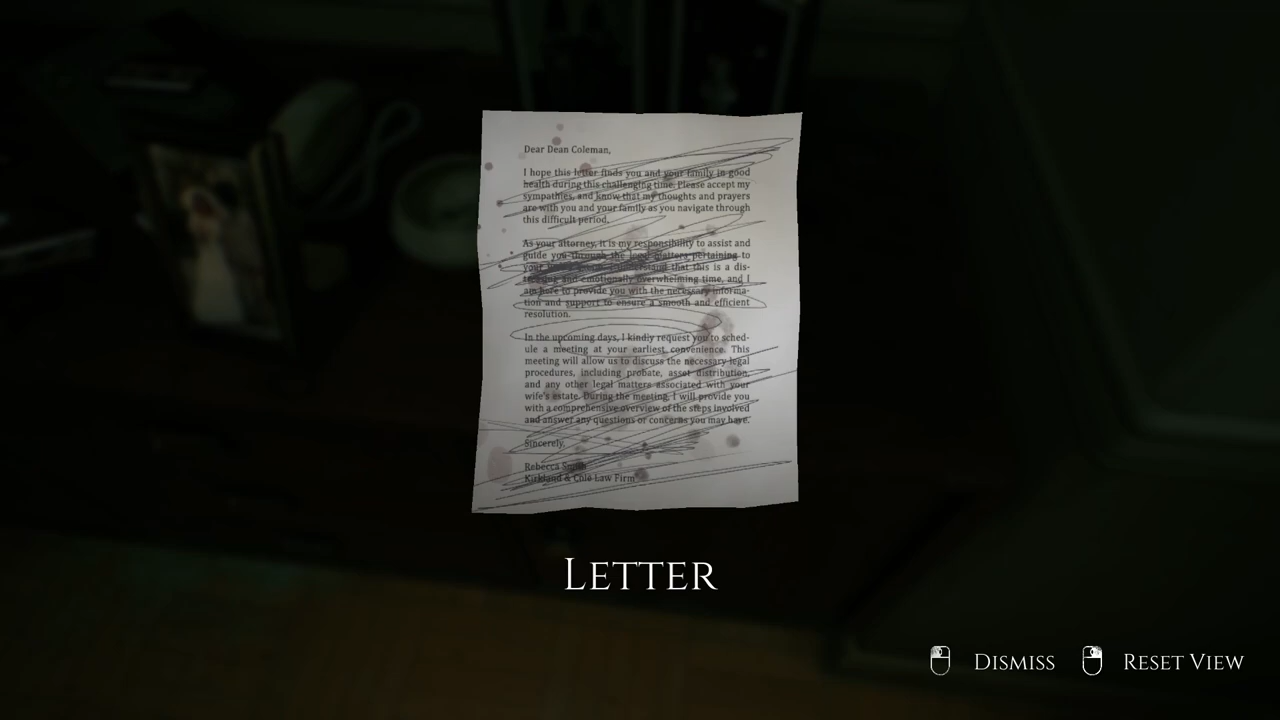 Dear Dean Coleman,
I hope this letter finds you and your family in good
health during this challenging time. Please accept my
sympathies, and know that my thoughts and prayers
are with you and your family as you navigate through
this difficult period.
As your attorney, it is my responsibility to assist and
guide you through the legal matters pertaining to
your understand that this is a dis-
tressing and emotionally overwhelming time, and I
am here to provide you with the necessary informa-
tion and support to ensure a smooth and efficient
resolution.
In the upcoming days, I kindly request you to sched-
ule a meeting at your earliest convenience. This
meeting will allow us to discuss the necessary legal
procedures, including probate, asset distribution,
and any other legal matters associated with your
wife's estate. During the meeting, I will provide you
with a comprehensive overview of the steps involved
and answer any questions or concerns you may have.
Sincerely,
Rebecca Smith
Kirkland & Cole Law Firm
LETTER
DISMISS
RESET VIEW